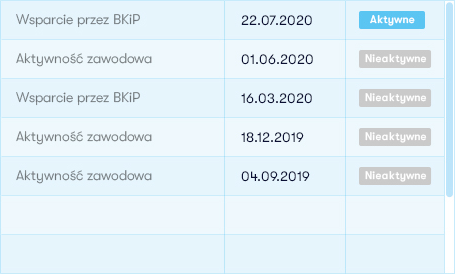 Wsparcie przez BKiP 22.07.2020 Aktywne
Aktywność zawodowa 01.06.2020 Nieaktywne
Wsparcie przez BKiP 16.03.2020 Nieaktywne
Aktywność zawodowa 18.12.2019 Nieaktywne
Aktywność zawodowa 04.09.2019 Nieaktywne